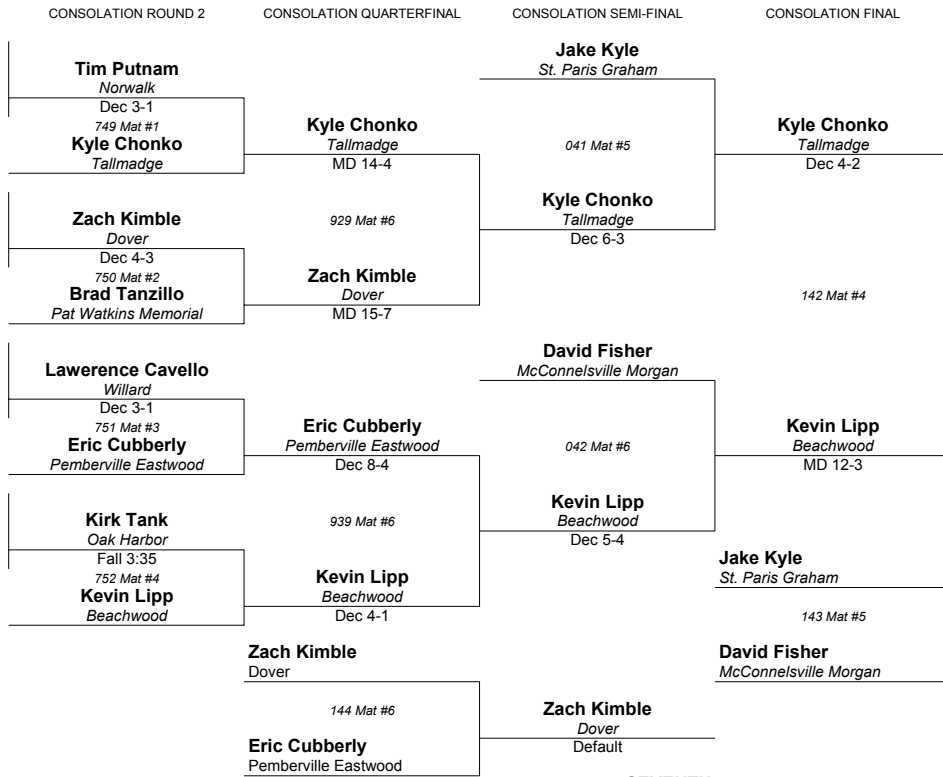 CONSOLATION ROUND 2
CONSOLATION QUARTERFINAL
CONSOLATION SEMI-FINAL
CONSOLATION FINAL
Tim Putnam
Norwalk
Dec 3-1
749 Mat #1
Kyle Chonko
Tallmadge
Zach Kimble
Dover
Dec 4-3
750 Mat #2
Brad Tanzillo
Pat Watkins Memorial
Lawerence Cavello
Willard
Dec 3-1
751 Mat #3
Eric Cubberly
Pemberville Eastwood
Kirk Tank
Oak Harbor
Fall 3:35
752 Mat #4
Kevin Lipp
Beachwood
Kyle Chonko
Tallmadge
MD 14-4
929 Mat #6
Zach Kimble
Dover
MD 15-7
Eric Cubberly
Pemberville Eastwood
Dec 8-4
939 Mat #6
Kevin Lipp
Beachwood
Dec 4-1
Zach Kimble
Dover
144 Mat #6
Eric Cubberly
Pemberville Eastwood
Jake Kyle
St. Paris Graham
041 Mat #5
Kyle Chonko
Tallmadge
Dec 6-3
David Fisher
McConnelsville Morgan
042 Mat #6
Kevin Lipp
Beachwood
Dec 5-4
Zach Kimble
Dover
Default
Kyle Chonko
Tallmadge
Dec 4-2
142 Mat #4
Kevin Lipp
Beachwood
MD 12-3
Jake Kyle
St. Paris Graham
143 Mat #5
David Fisher
McConnelsville Morgan